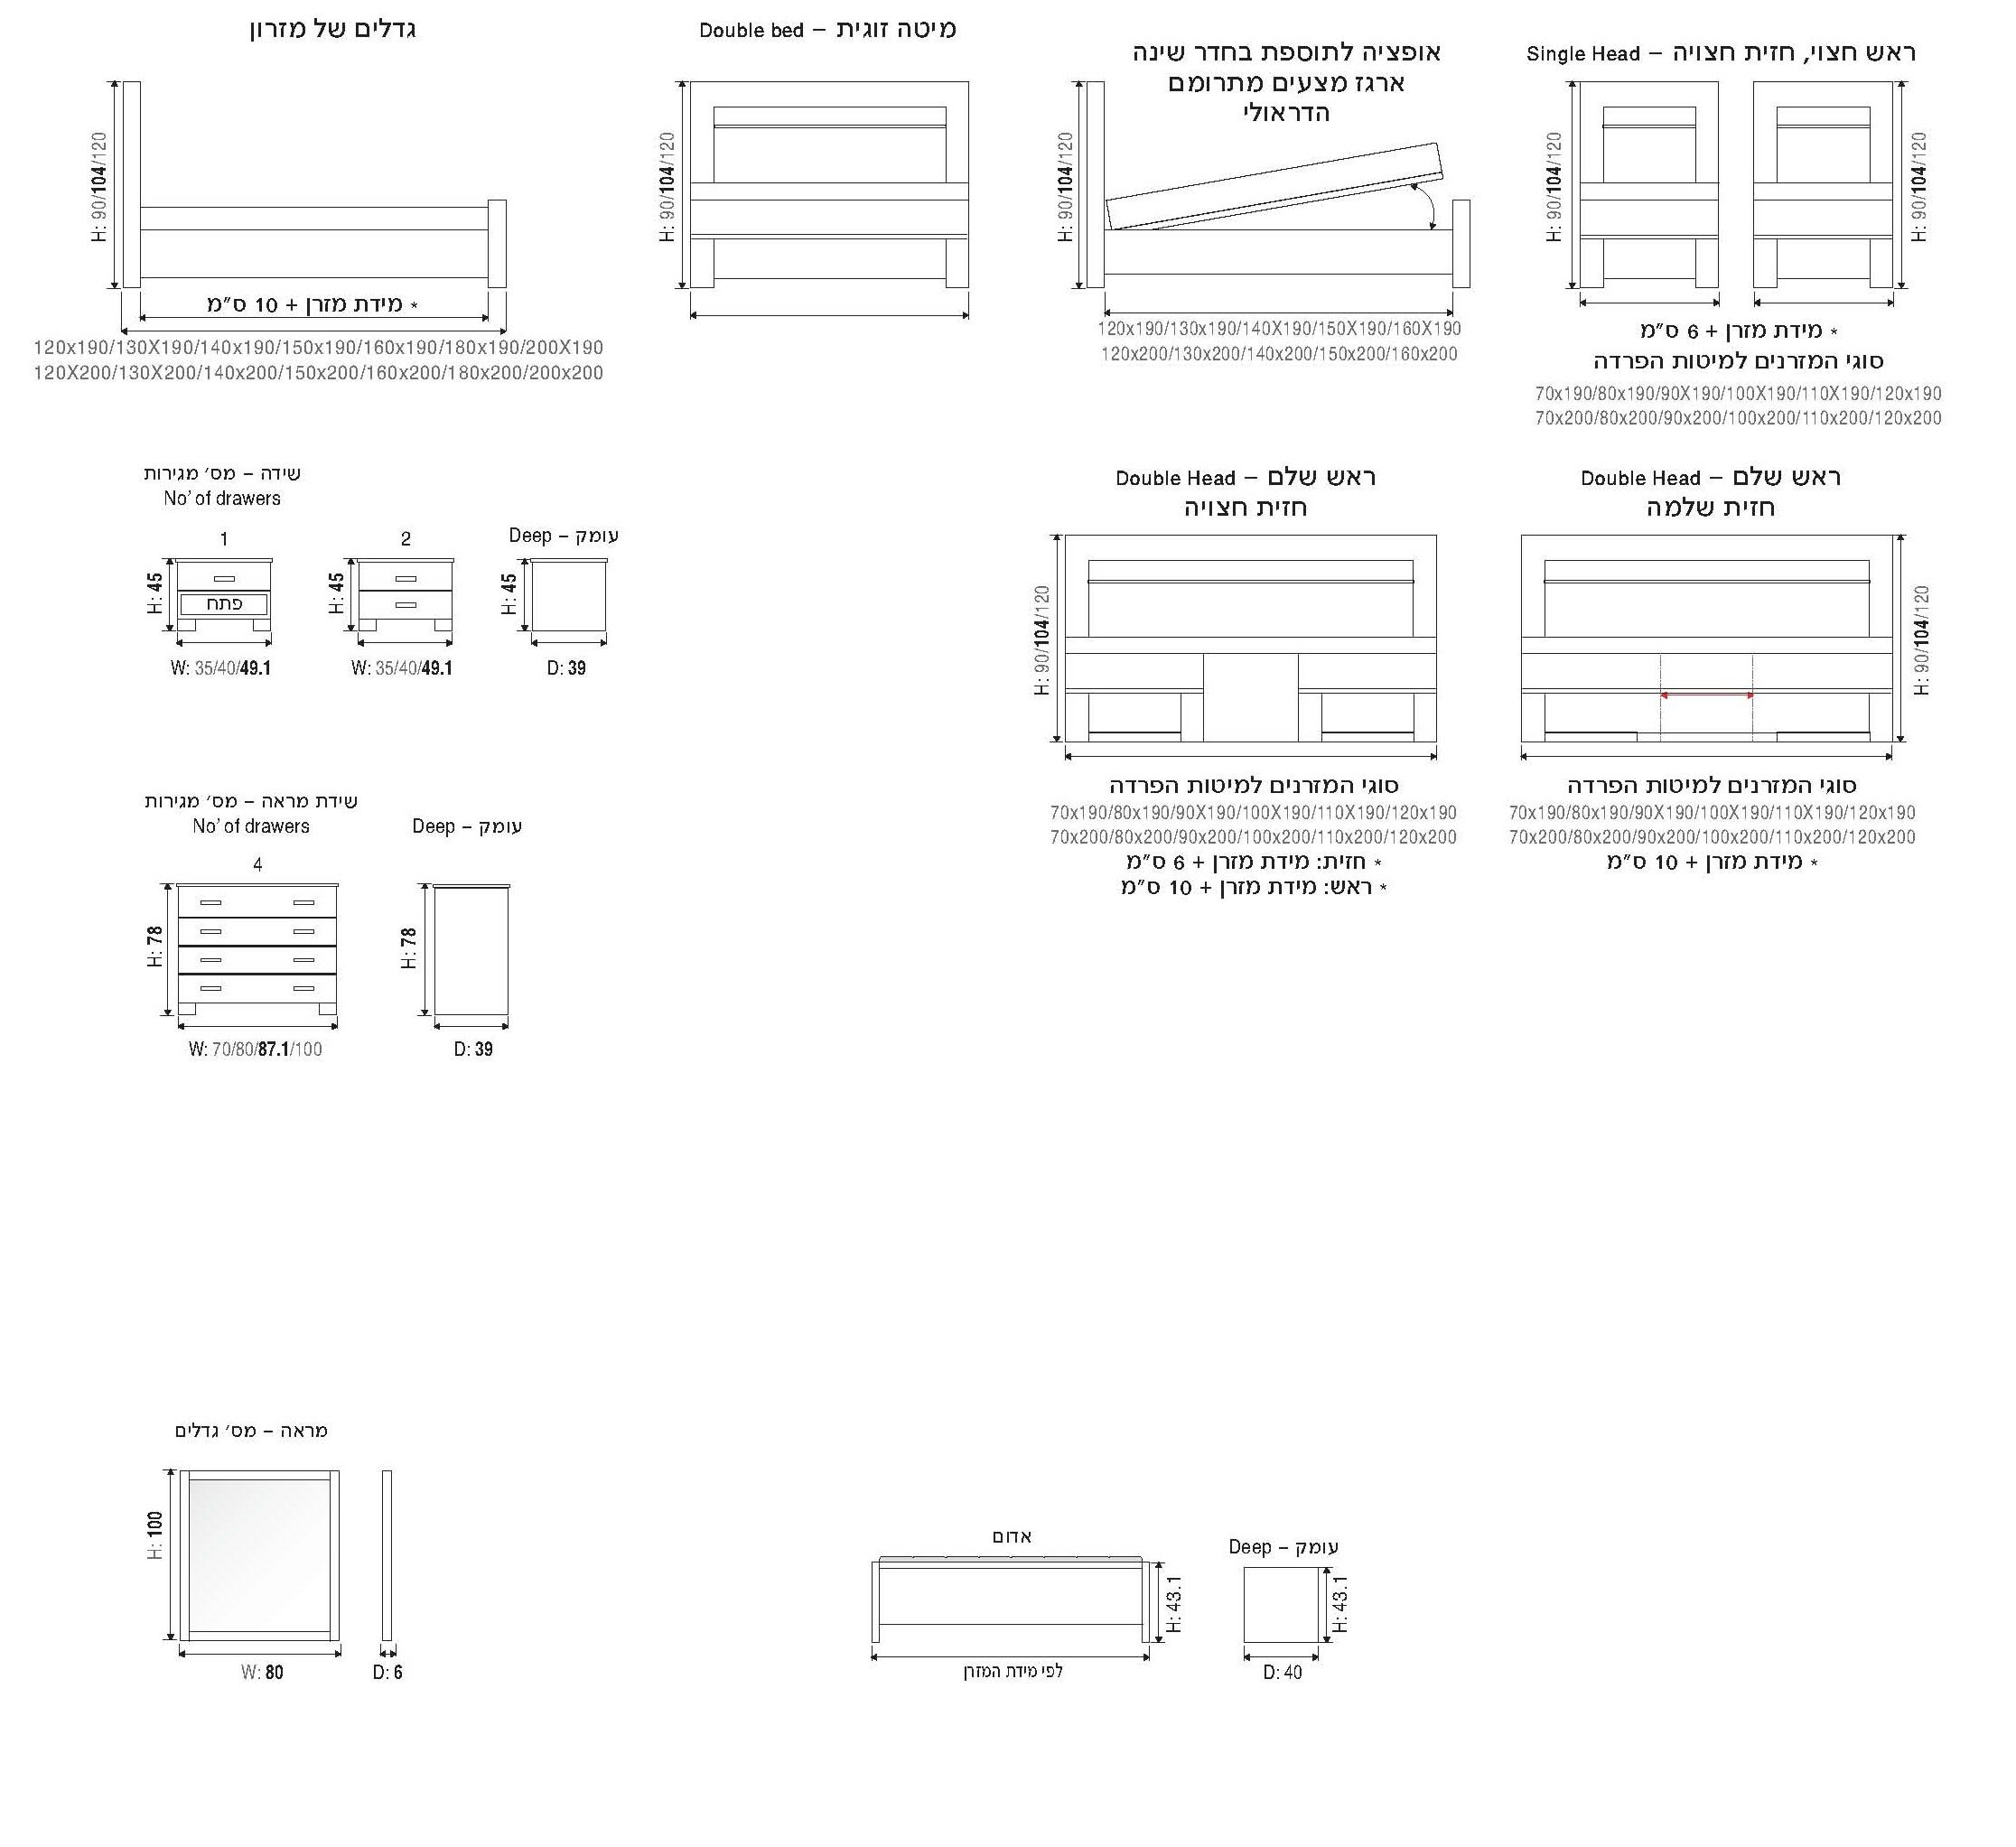 גדלים של מזרון
H: 90/104/120
* מידת מזרן + 10 ס״מ
120x190/130X190/140x190/150x190/160x190/180x190/200X190
120X200/130X200/140x200/150x200/160x200/180x200/200x200
מיטה זוגית – Double bed
H: 90/104/120
אופציה לתוספת בחדר שינה
ארגז מצעים מתרומם
הדראולי
H: 90/104/120
120x190/130x190/140X190/150X190/160X190
120x200/130x200/140x200/150x200/160x200
ראש חצוי, חזית חצויה – Single Head
H: 90/104/120
H: 90/104/120
* מידת מזרן + 6 ס״מ
סוגי המזרנים למיטות הפרדה
70x190/80x190/90X190/100X190/110X190/120x190
70x200/80x200/90x200/100x200/110x200/120x200
שידה – מס׳ מגירות
No’ of drawers
1
H: 45
פתח
W: 35/40/49.1
2
H: 45
W: 35/40/49.1
עומק – Deep
H: 45
D: 39
ראש שלם – Double Head
חזית חצויה
H: 90/104/120
סוגי המזרנים למיטות הפרדה
70x190/80x190/90X190/100X190/110X190/120x190
70x200/80x200/90x200/100x200/110x200/120x200
* חזית: מידת מזרן + 6 ס״מ
* ראש: מידת מזרן + 10 ס״מ
ראש שלם – Double Head
חזית שלמה
H: 90/104/120
סוגי המזרנים למיטות הפרדה
70x190/80x190/90X190/100X190/110X190/120x190
70x200/80x200/90x200/100x200/110x200/120x200
* מידת מזרן + 10 ס״מ
שידת מראה – מס׳ מגירות
No’ of drawers
4
H: 78
W: 70/80/87.1/100
עומק – Deep
H: 78
D: 39
מראה – מס׳ גדלים
H: 100
W: 80
D: 6
אדום
H: 43.1
לפי מידת המזרן
עומק – Deep
H: 43.1
D: 40